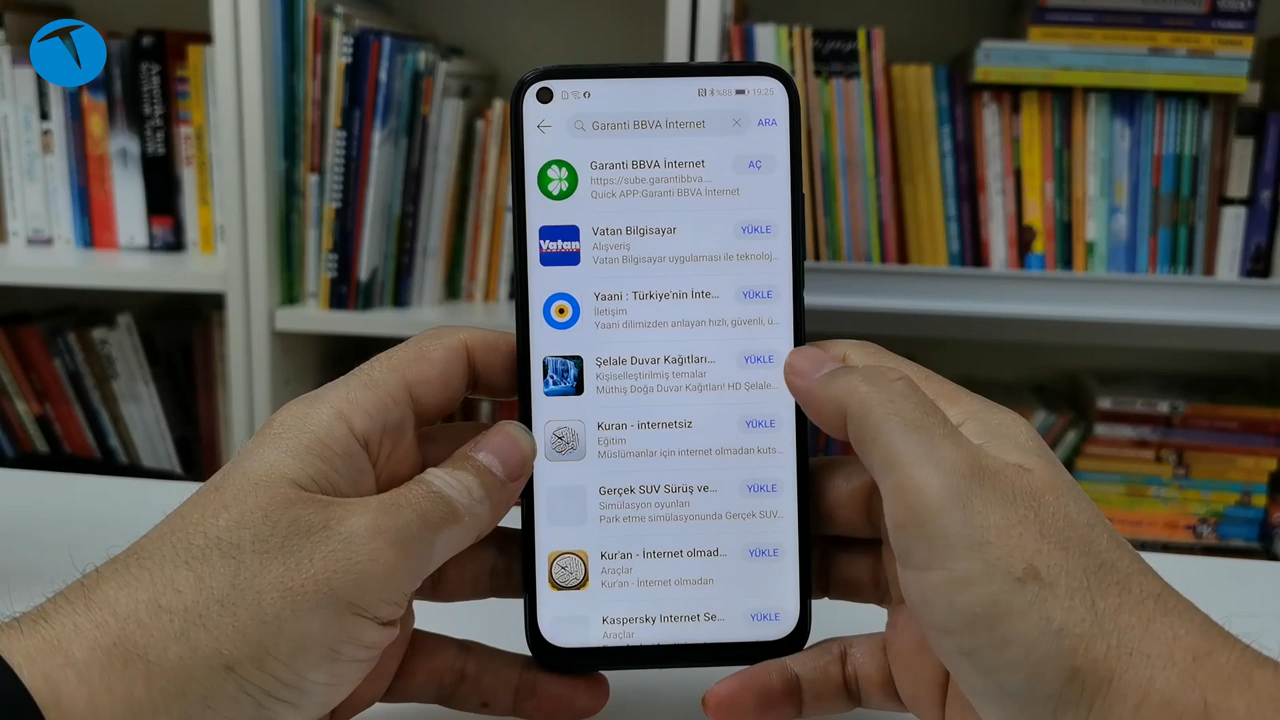 %88 19:25
Garanti BBVA İnternet ARA
Garanti BBVA İnternet AÇ
https://sube.garantibbva....
Quick APP:Garanti BBVA İnternet
Vatan
Vatan Bilgisayar YÜKLE
Alışveriş
Vatan Bilgisayar uygulaması ile teknoloj...
Yaani : Türkiye'nin İnte... YÜKLE
İletişim
Yaani dilimizden anlayan hızlı, güvenli, ü...
Şelale Duvar Kağıtları... YÜKLE
Kişiselleştirilmiş temalar
Müthiş Doğa Duvar Kağıtları! HD Şelale...
Kuran - internetsiz YÜKLE
Eğitim
Müslümanlar için internet olmadan kuts...
Gerçek SUV Sürüş ve... YÜKLE
Simülasyon oyunları
Park etme simülasyonunda Gerçek SUV...
Kur'an - İnternet olmad... YÜKLE
Araçlar
Kur'an - İnternet olmadan
Kaspersky Internet Se... YÜKLE
Araçlar